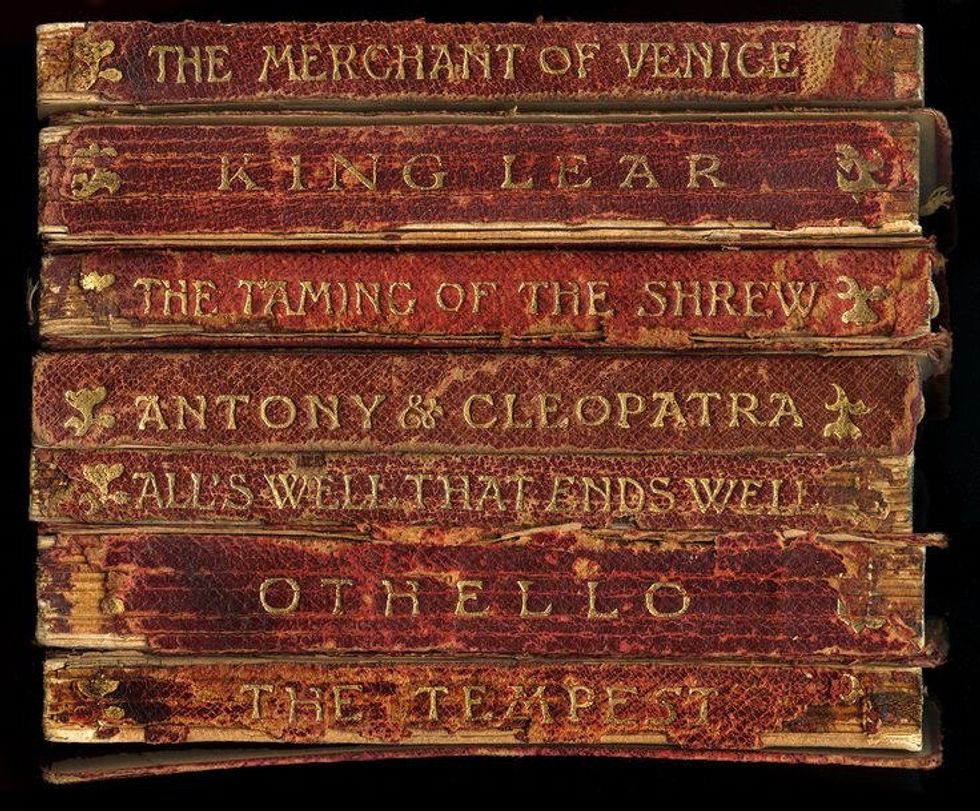 THE MERCHANT OF VENICE
KING LEAR
THE TAMING OF THE SHREW
ANTONY & CLEOPATRA
ALL'S WELL THAT ENDS WELL
OTHELLO
THE TEMPEST